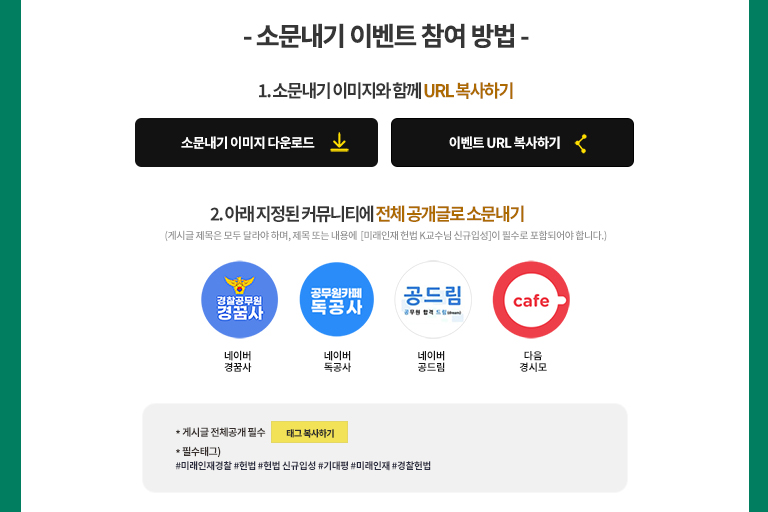 - 소문내기 이벤트 참여 방법 -
1. 소문내기 이미지와 함께 URL 복사하기
소문내기 이미지 다운로드
이벤트 URL 복사하기
2. 아래 지정된 커뮤니티에 전체 공개글로 소문내기
(게시글 제목은 모두 달라야 하며, 제목 또는 내용에 [미래인재 헌법 K교수님 신규입성]이 필수로 포함되어야 합니다.)
경찰공무원
경꿈사
공무원카페
독공사
공드림
공무원 합격 드림(dream)
cafe
네이버
경꿈사
네이버
독공사
네이버
공드림
다음
경시모
* 게시글 전체공개 필수
태그 복사하기
* 필수태그)
#미래인재경찰 #헌법 #헌법 신규입성 #기대평 #미래인재 #경찰헌법